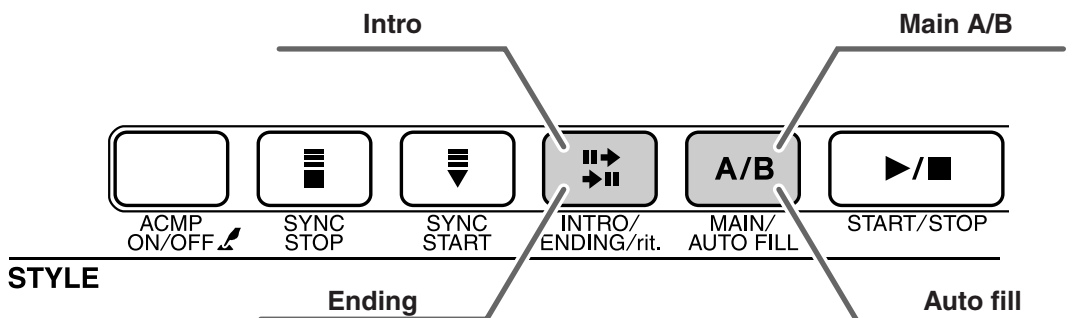 Intro
Main A/B
A/B
ACMP
ON/OFF
SYNC
STOP
SYNC
START
INTRO/
ENDING/rit.
MAIN/
AUTO FILL
START/STOP
STYLE
Ending
Auto fill